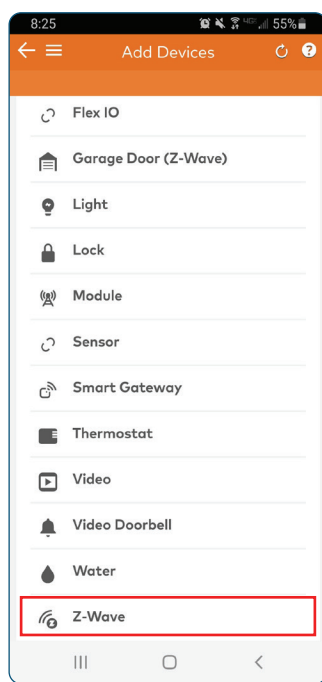 8:25 4G 55%
Add Devices ?
Flex IO
Garage Door (Z-Wave)
Light
Lock
Module
Sensor
Smart Gateway
Thermostat
Video
Video Doorbell
Water
Z-Wave